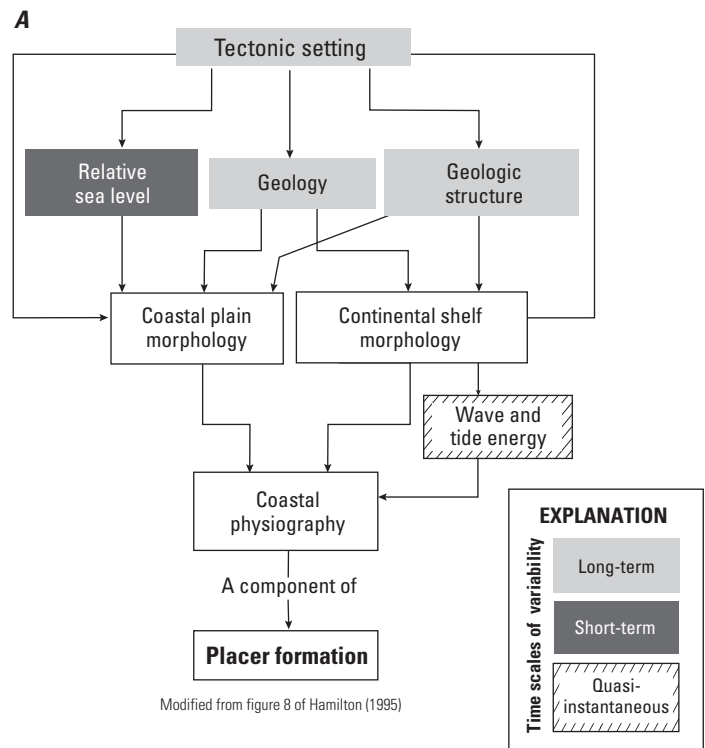 A
Tectonic setting
Relative
sea level
Geology
Geologic
structure
Coastal plain
morphology
Continental shelf
morphology
Wave and
tide energy
Coastal
physiography
A component of
Placer formation
Modified from figure 8 of Hamilton (1995)
EXPLANATION
Time scales of variability
Long-term
Short-term
Quasi-
instantaneous